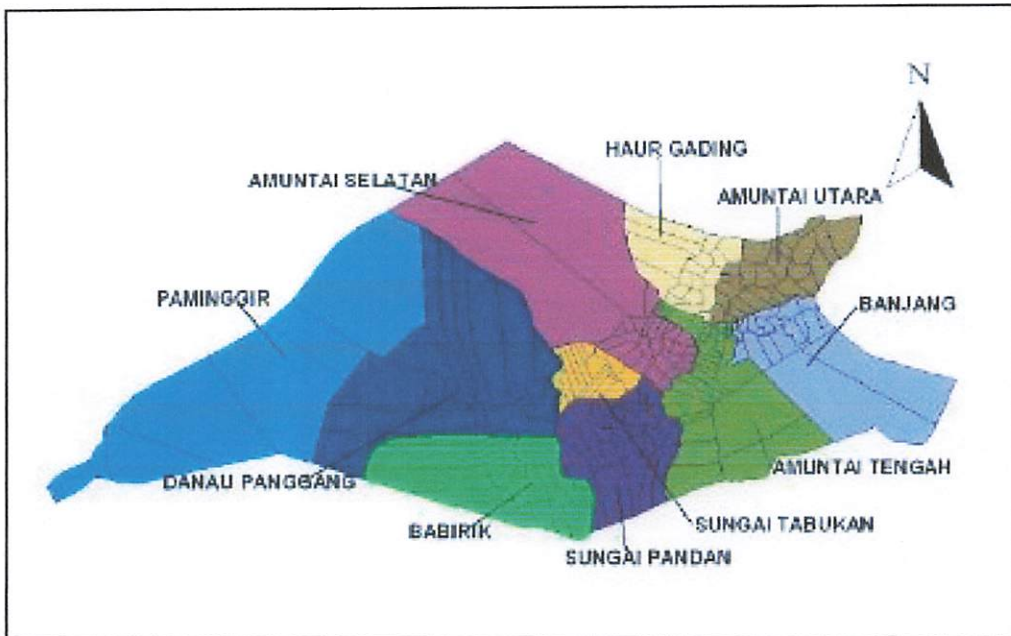 N
HAUR GADING
AMUNTAI SELATAN
AMUNTAI UTARA
PAMINGGIR
BANJANG
AMUNTAI TENGAH
DANAU PANGGANG
SUNGAI TABUKAN
BABIRIK
SUNGAI PANDAN